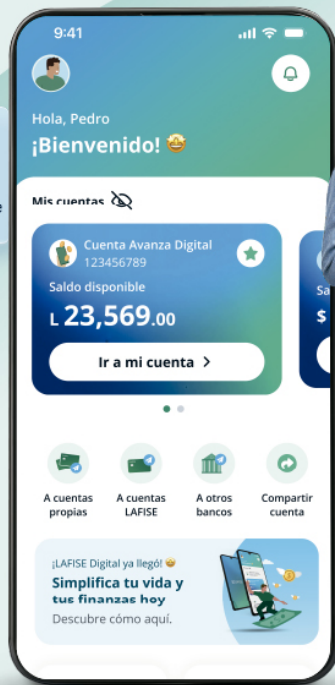 9:41
Hola, Pedro
¡Bienvenido!
Mis cuentas
Cuenta Avanza Digital
123456789
Saldo disponible
L 23,569.00
Ir a mi cuenta >
Sa
$
A cuentas propias
A cuentas LAFISE
A otros bancos
Compartir cuenta
¡LAFISE Digital ya llegó!
Simplifica tu vida y
tus finanzas hoy
Descubre cómo aquí.